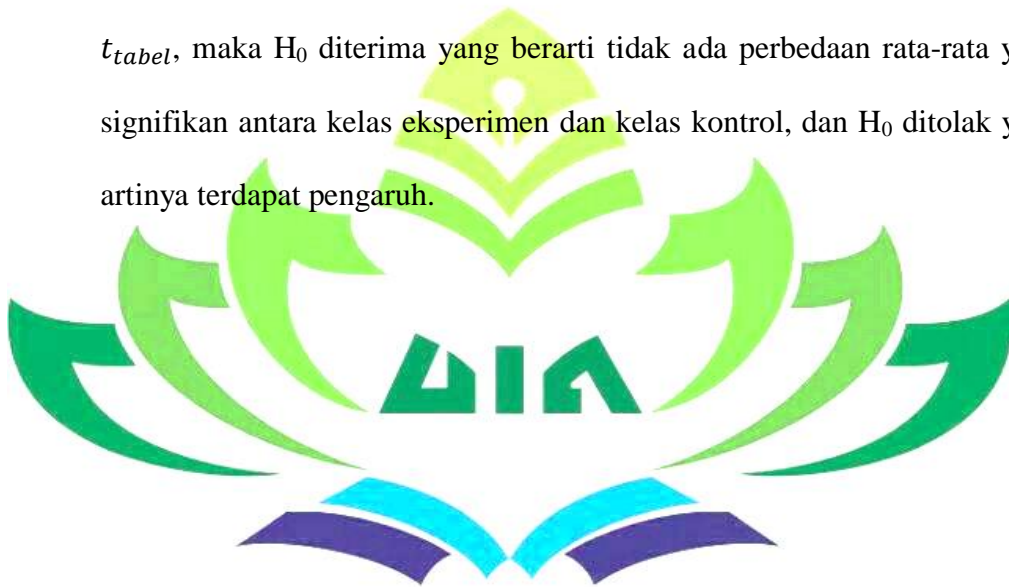 t_tabel, maka H₀ diterima yang berarti tidak ada perbedaan rata-rata y
signifikan antara kelas eksperimen dan kelas kontrol, dan H₀ ditolak y
artinya terdapat pengaruh.
UIN